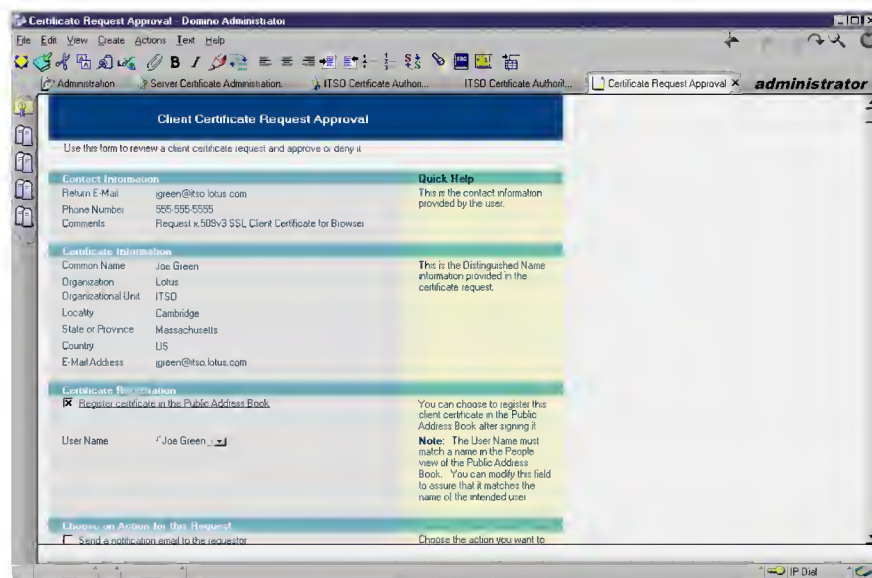 Certificate Request Approval - Domino Administrator
File Edit View Create Actions Text Help
Administration Server Certificate Administration ITSO Certificate Authori... ITSO Certificate Authorit... Certificate Request Approval administrator
Client Certificate Request Approval
Use this form to review a client certificate request and approve or deny it
Contact Information Quick Help
Return E-Mail jgreen@itso.lotus.com This is the contact information
provided by the user.
Phone Number 555-555-5555
Comments Request x.509v3 SSL Client Certificate for Browser
Certificate Information
Common Name Joe Green This is the Distinguished Name
information provided in the
certificate request.
Organization Lotus
Organizational Unit ITSO
Locality Cambridge
State or Province Massachusetts
Country US
E-Mail Address jgreen@itso.lotus.com
Certificate Registration
Register certificate in the Public Address Book You can choose to register this
client certificate in the Public
Address Book after signing it
User Name Joe Green Note: The User Name must
match a name in the People
view of the Public Address
Book. You can modify this field
to assure that it matches the
name of the intended user
Choose an Action for this Request
Send a notification email to the requestor Choose the action you want to
IP Dial